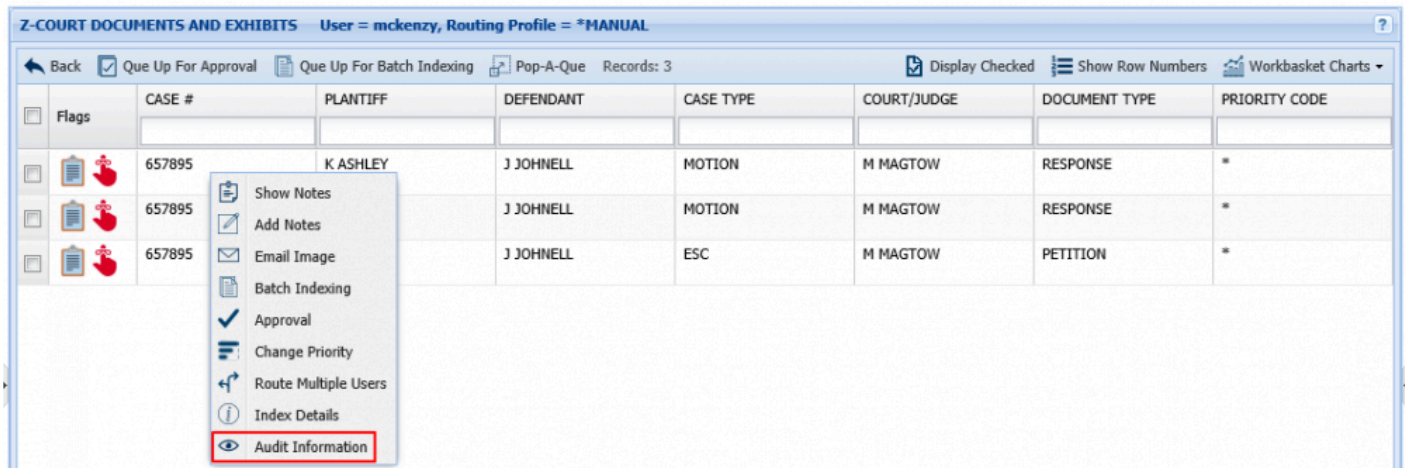 Z-COURT DOCUMENTS AND EXHIBITS User = mckenzy, Routing Profile = *MANUAL ?
Back Que Up For Approval Que Up For Batch Indexing Pop-A-Que Records: 3 Display Checked Show Row Numbers Workbasket Charts
Flags CASE # PLANTIFF DEFENDANT CASE TYPE COURT/JUDGE DOCUMENT TYPE PRIORITY CODE
657895 K ASHLEY J JOHNELL MOTION M MAGTOW RESPONSE *
657895 J JOHNELL MOTION M MAGTOW RESPONSE *
657895 J JOHNELL ESC M MAGTOW PETITION *
Show Notes
Add Notes
Email Image
Batch Indexing
Approval
Change Priority
Route Multiple Users
Index Details
Audit Information